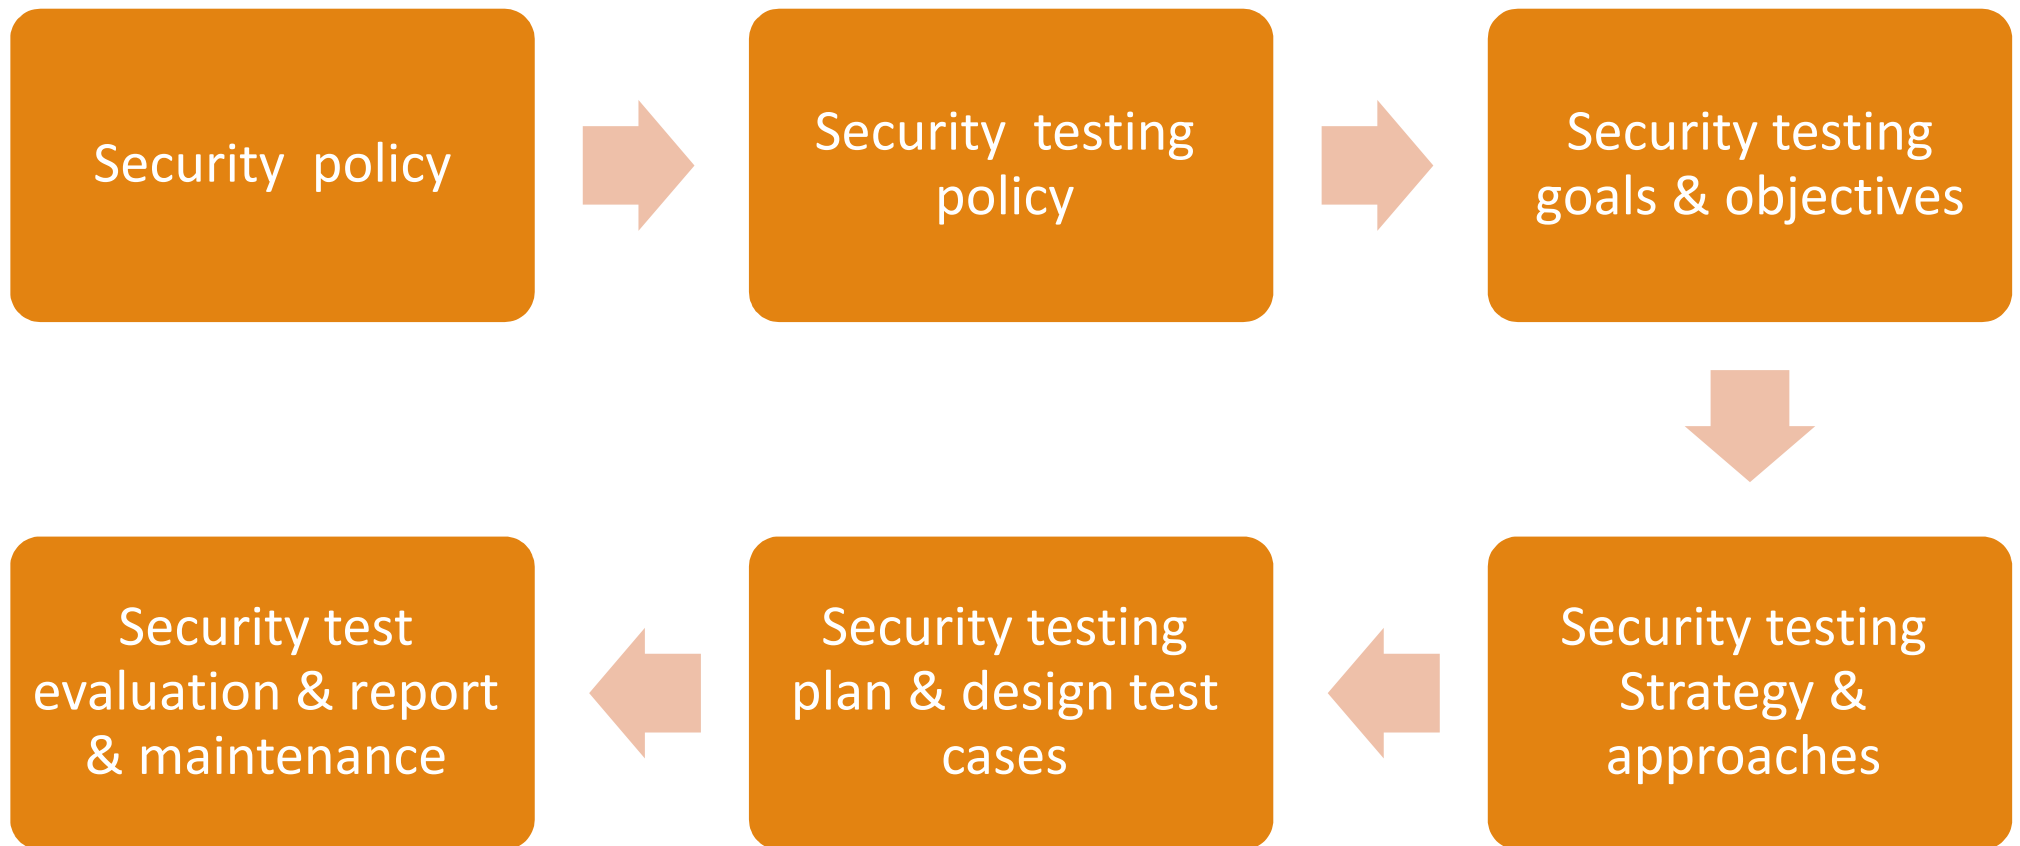 Security  policy
Security  testing
policy
Security testing
goals & objectives
Security testing
Strategy &
approaches
Security testing
plan & design test
cases
Security test
evaluation & report
& maintenance